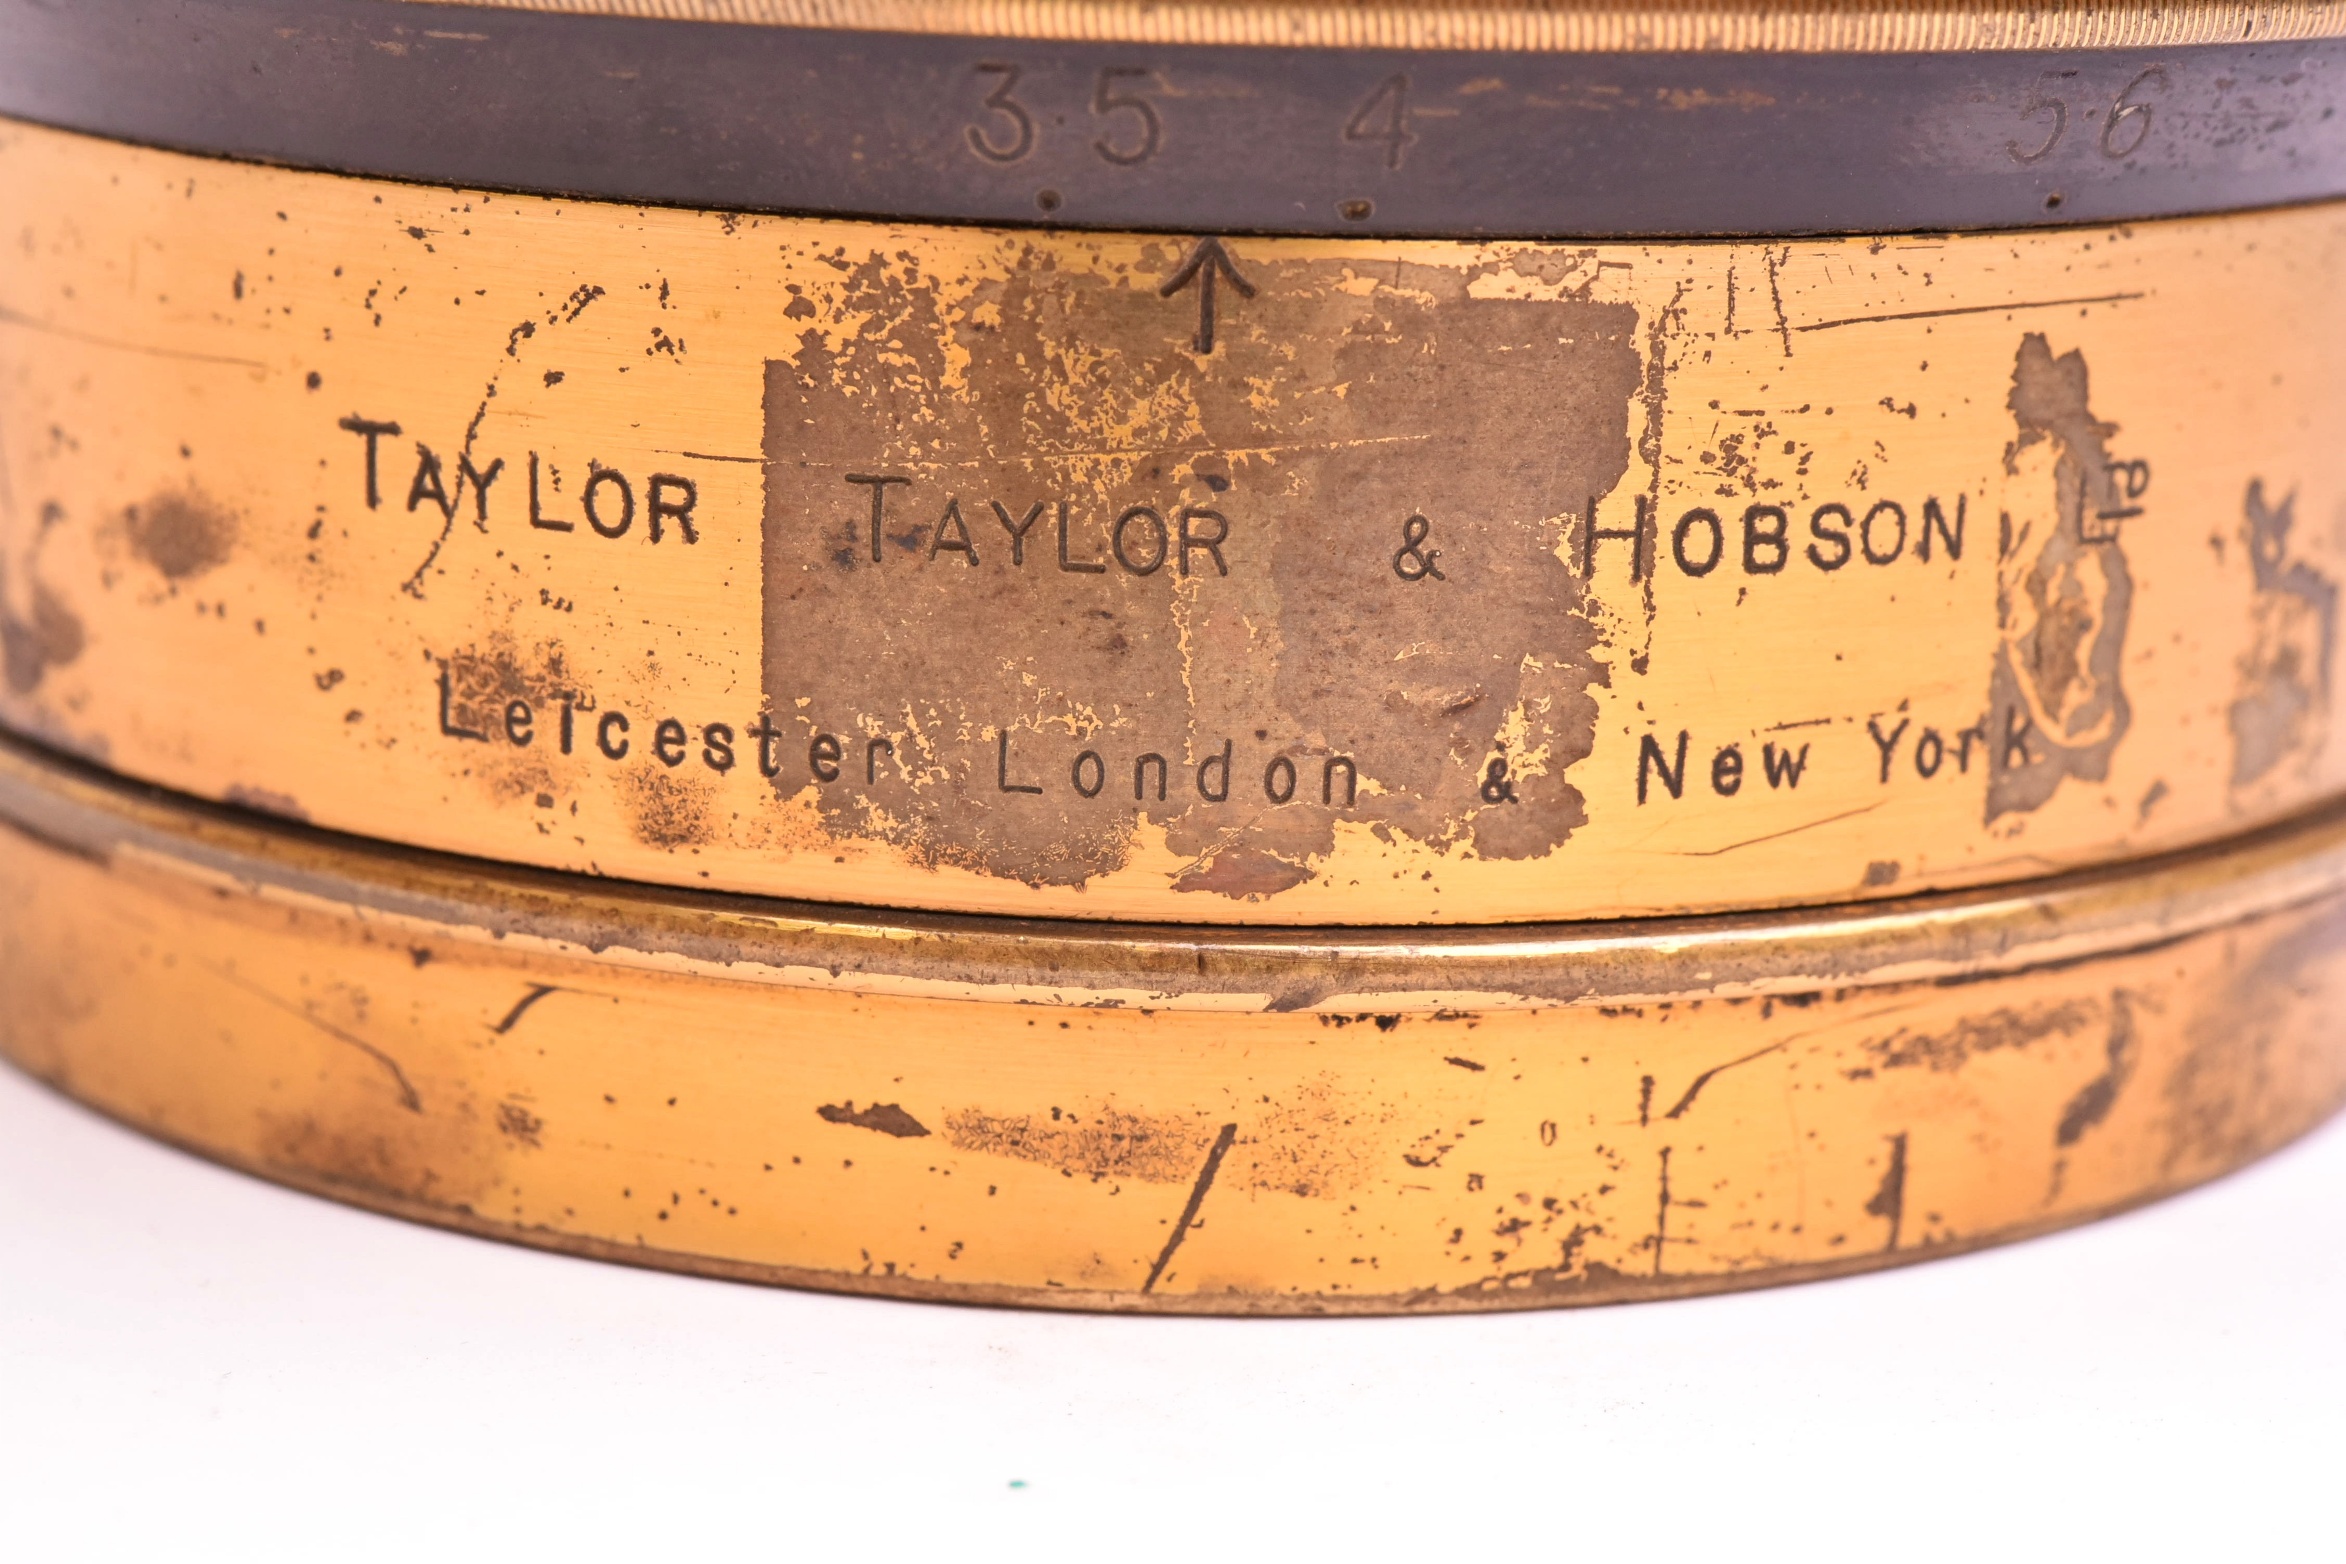 3·5 4 5·6
TAYLOR TAYLOR & HOBSON LTD
Leicester London & New York